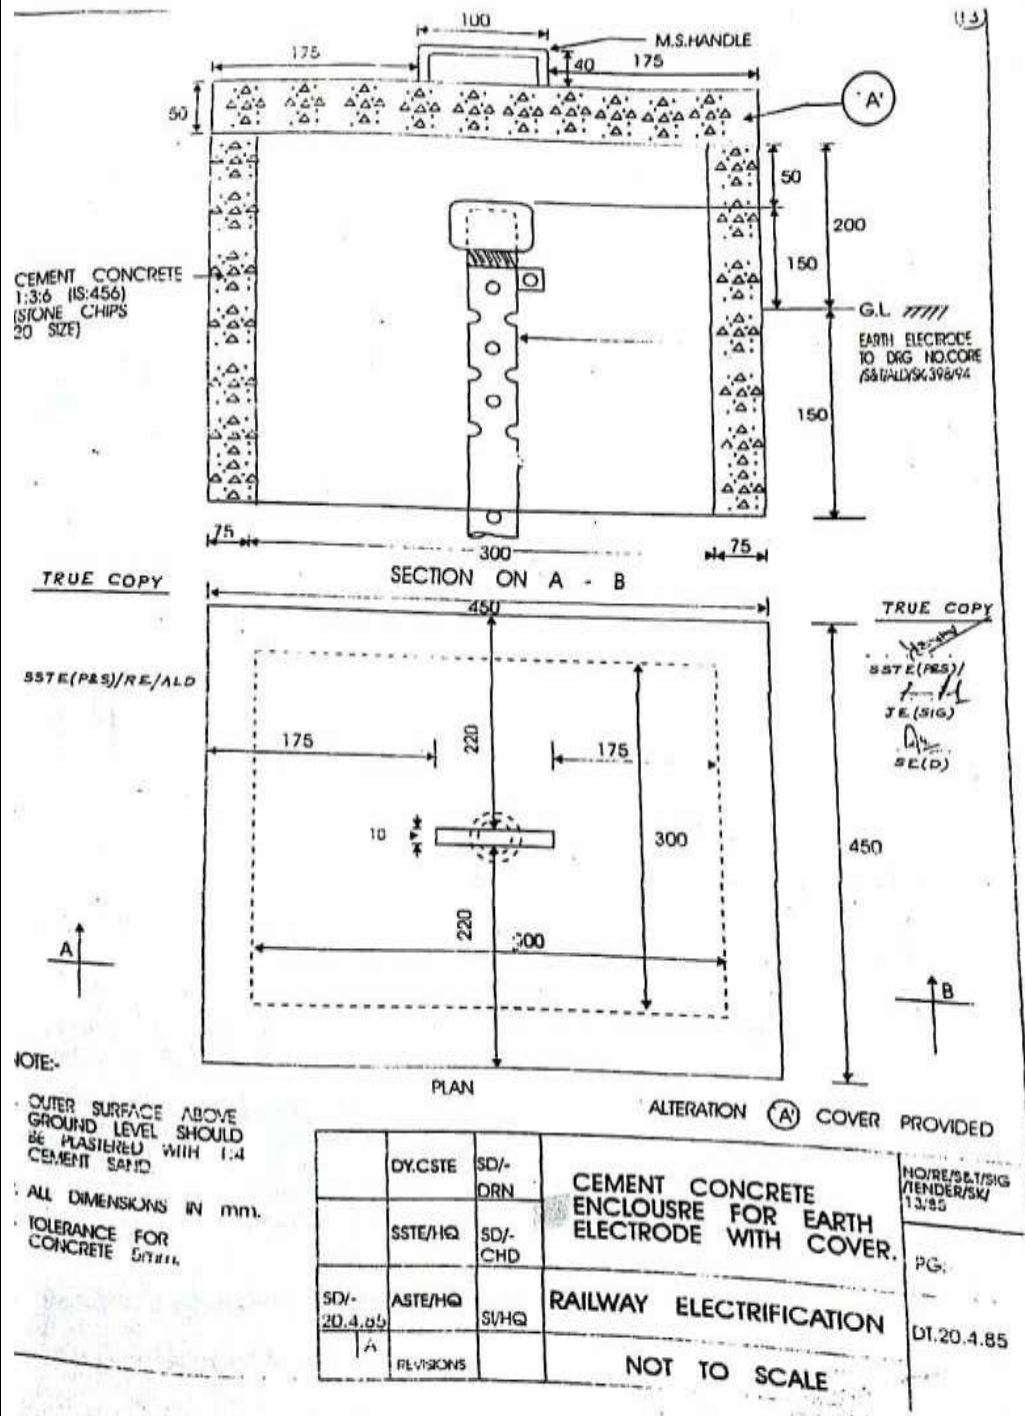 13
100
M.S.HANDLE
175
40
175
50
'A'
50
200
150
CEMENT CONCRETE
1:3:6 (IS:456)
(STONE CHIPS
20 SIZE)
G.L
EARTH ELECTRODE
TO DRG NO.CORE
/S&T/ALD/SK398/94
150
75
300
75
SECTION ON A - B
TRUE COPY
450
TRUE COPY
SSTE(P&S)/
JE(SIG)
SE(D)
SSTE(P&S)/RE/ALD
175
220
175
10
300
450
220
300
A
B
NOTE:-
PLAN
OUTER SURFACE ABOVE
GROUND LEVEL SHOULD
BE PLASTERED WITH 1:4
CEMENT SAND
ALL DIMENSIONS IN mm.
TOLERANCE FOR
CONCRETE 5mm.
ALTERATION 'A' COVER PROVIDED
DY.CSTE SD/-
DRN
SSTE/HQ SD/-
CHD
SD/- ASTE/HQ SI/HQ
20.4.85
A
REVISIONS
CEMENT CONCRETE
ENCLOUSRE FOR EARTH
ELECTRODE WITH COVER.
RAILWAY ELECTRIFICATION
NOT TO SCALE
NO/RE/S&T/SIG
/TENDER/SK/
13/85
PG:
DT.20.4.85